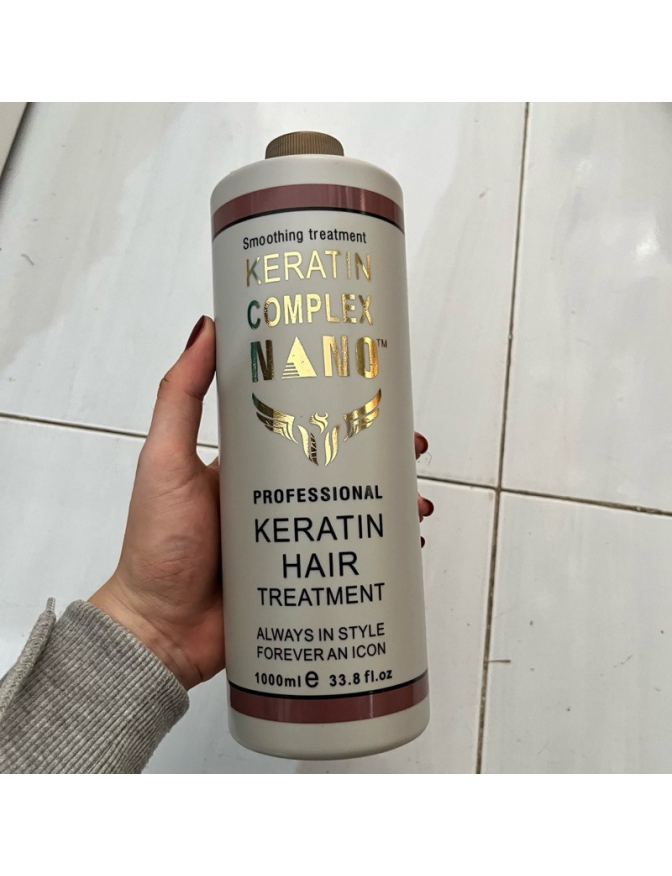 Smoothing treatment
KERATIN
COMPLEX
NANO™
PROFESSIONAL
KERATIN
HAIR
TREATMENT
ALWAYS IN STYLE
FOREVER AN ICON
1000ml e 33.8 fl.oz